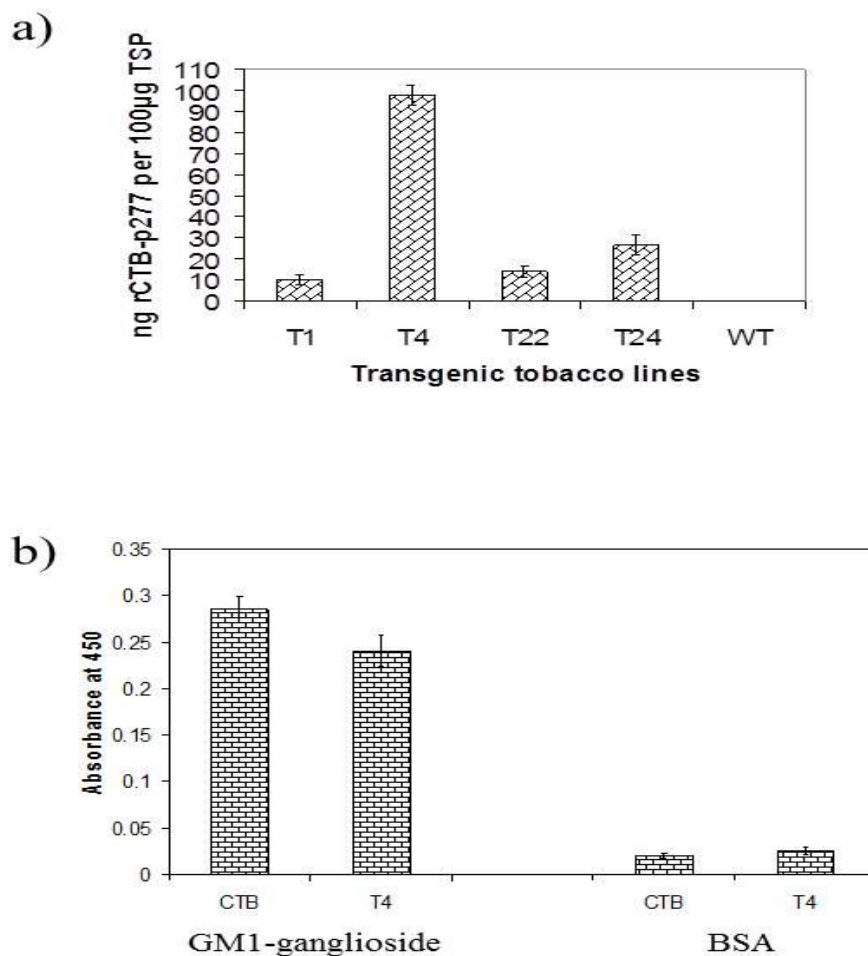 a)
ng rCTB-p277 per 100µg TSP
110
100
90
80
70
60
50
40
30
20
10
0
T1 T4 T22 T24 WT
Transgenic tobacco lines
b)
Absorbance at 450
0.35
0.3
0.25
0.2
0.15
0.1
0.05
0
CTB T4 CTB T4
GM1-ganglioside BSA